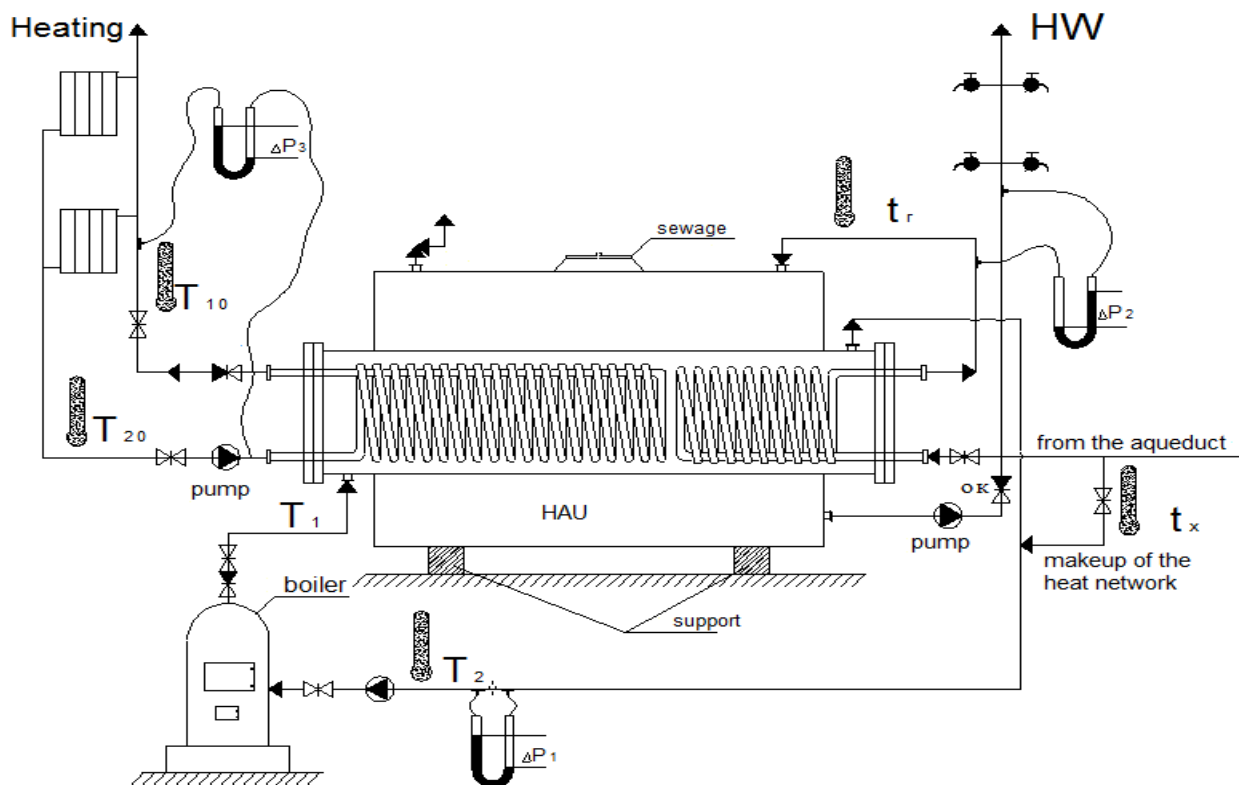 Heating
HW
ΔP3
t r
sewage
T 10
ΔP2
T 20
from the aqueduct
pump
T 1
HAU
ок
pump
t x
makeup of the
heat network
boiler
support
T 2
ΔP1